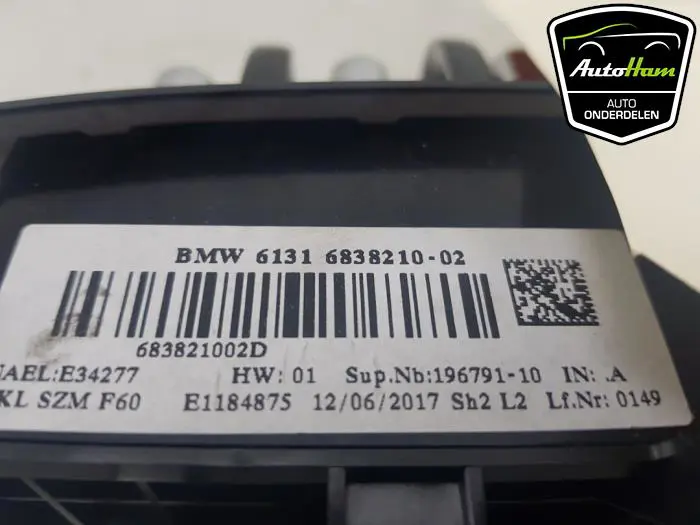 AutoHam
AUTO
ONDERDELEN
BMW 6131 6838210-02
683821002D
NAEL:E34277 HW: 01 Sup.Nb:196791-10 IN: .A
KL SZM F60 E1184875 12/06/2017 Sh2 L2 Lf.Nr: 0149